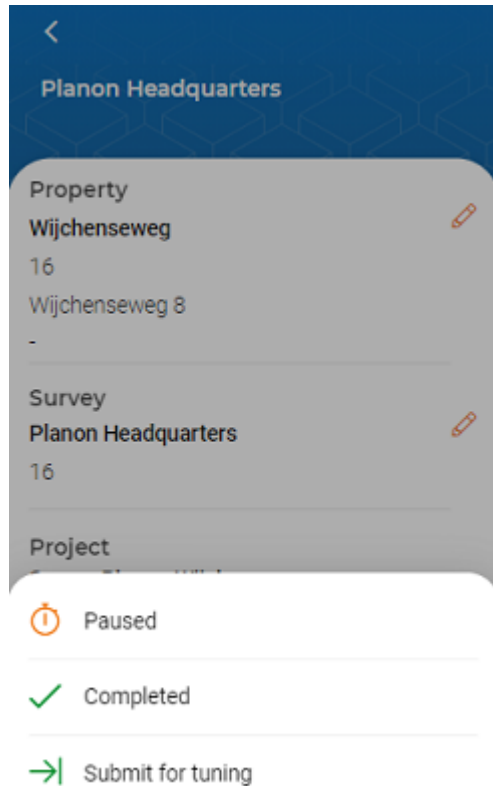 Planon Headquarters
Property
Wijchenseweg
16
Wijchenseweg 8
-
Survey
Planon Headquarters
16
Project
Paused
Completed
Submit for tuning